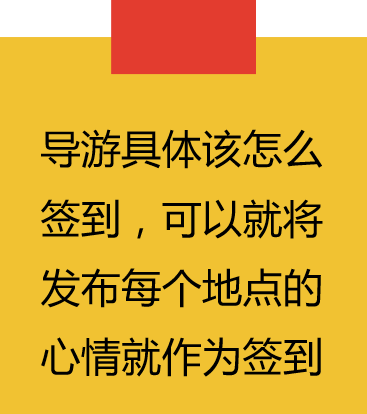 导游具体该怎么
签到，可以就将
发布每个地点的
心情就作为签到